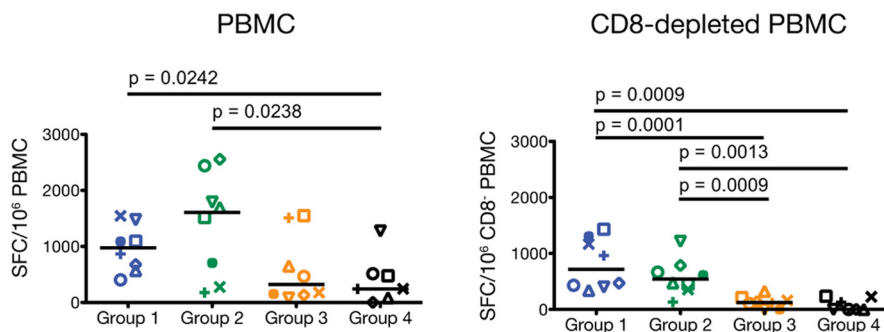 PBMC
p = 0.0242
p = 0.0238
SFC/10⁶ PBMC
3000
2000
1000
0
Group 1 Group 2 Group 3 Group 4
CD8-depleted PBMC
p = 0.0009
p = 0.0001
p = 0.0013
p = 0.0009
SFC/10⁶ CD8⁻ PBMC
3000
2000
1000
0
Group 1 Group 2 Group 3 Group 4